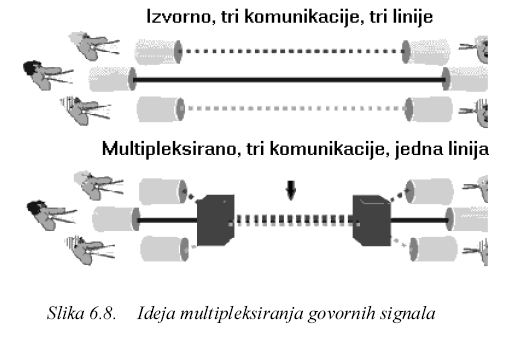 Izvorno, tri komunikacije, tri linije
Multipleksirano, tri komunikacije, jedna linija
Slika 6.8. Ideja multipleksiranja govornih signala